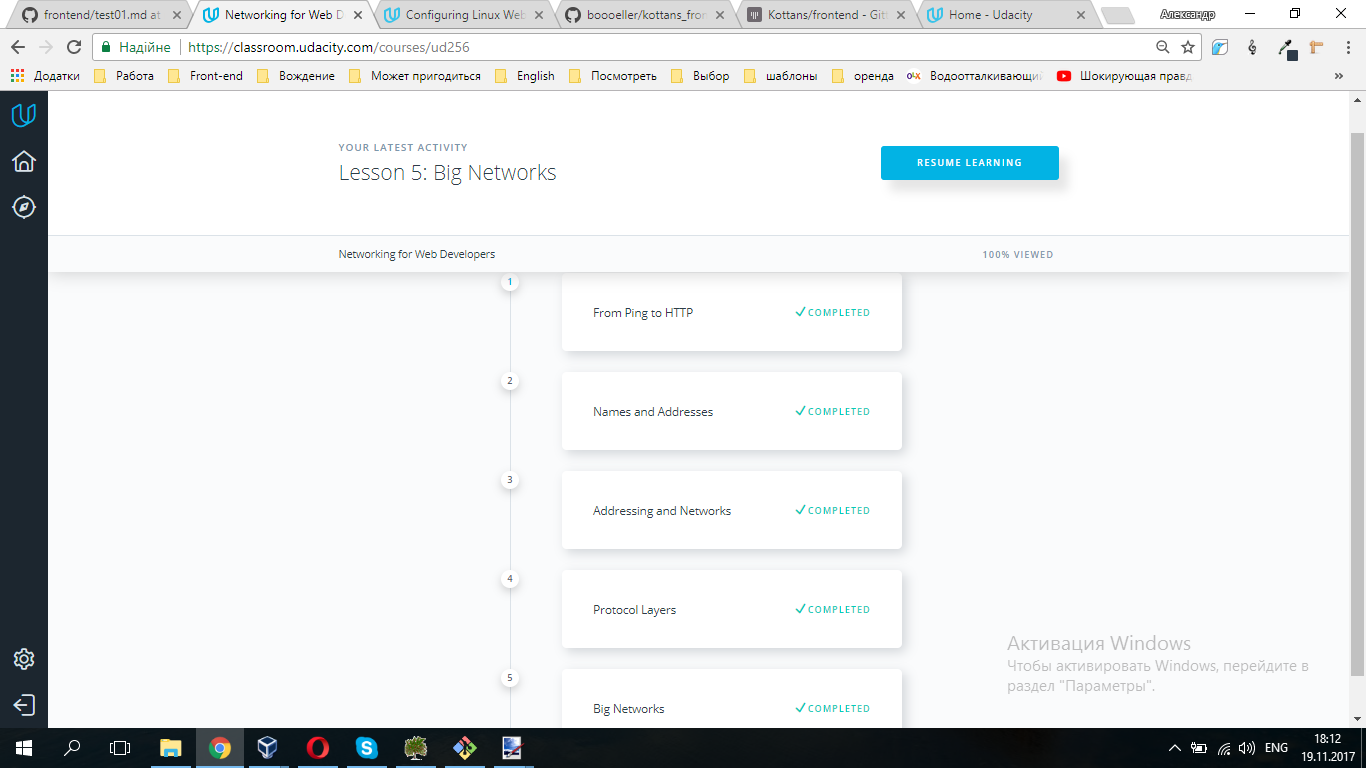 frontend/test01.md at
Networking for Web D
Configuring Linux Web
boooeller/kottans_fron
Kottans/frontend - Gitt
Home - Udacity
Александр
Надійне
https://classroom.udacity.com/courses/ud256
Додатки
Работа
Front-end
Вождение
Может пригодиться
English
Посмотреть
Выбор
шаблоны
оренда
olx
Водоотталкивающий
Шокирующая правд
YOUR LATEST ACTIVITY
Lesson 5: Big Networks
RESUME LEARNING
Networking for Web Developers
100% VIEWED
1
From Ping to HTTP
COMPLETED
2
Names and Addresses
COMPLETED
3
Addressing and Networks
COMPLETED
4
Protocol Layers
COMPLETED
5
Big Networks
COMPLETED
Активация Windows
Чтобы активировать Windows, перейдите в
раздел "Параметры".
ENG
18:12
19.11.2017